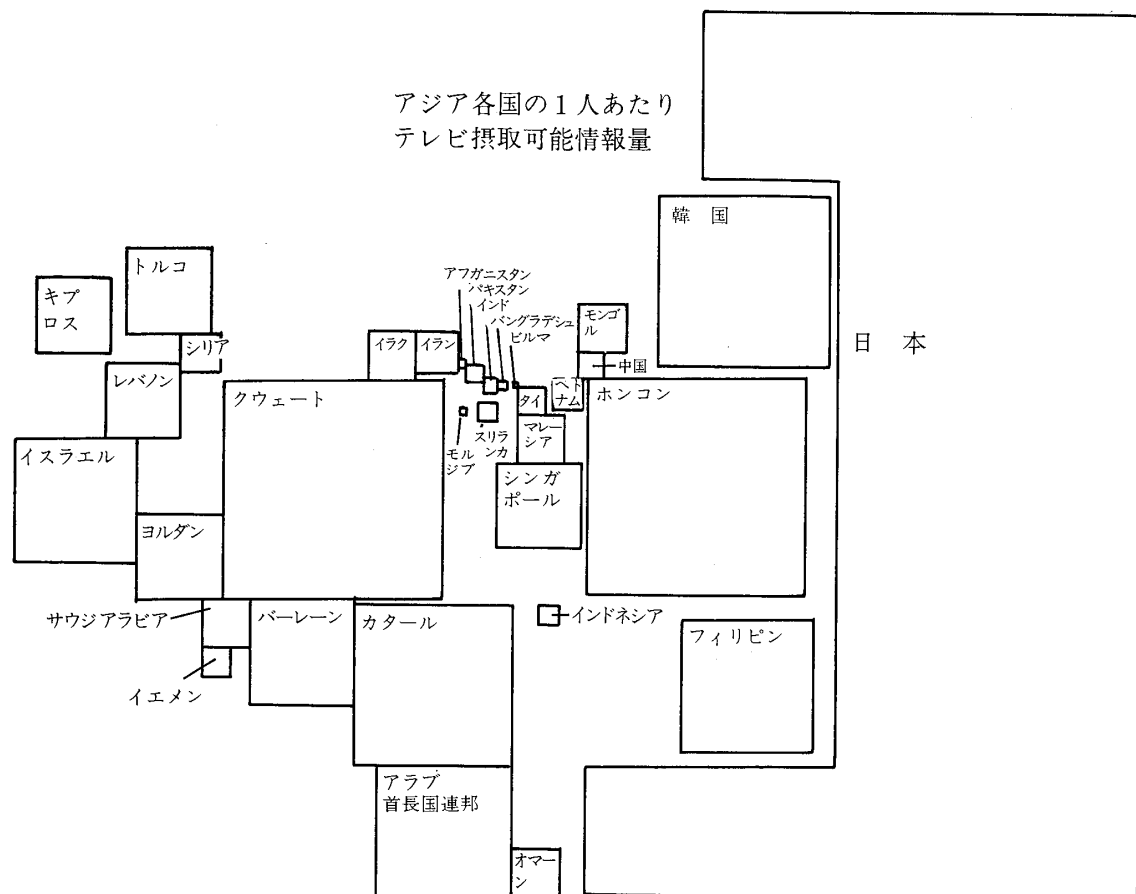 アジア各国の１人あたり
テレビ摂取可能情報量
韓国
トルコ
キプ
ロス
アフガニスタン
パキスタン
インド
バングラデシュ
ビルマ
モンゴ
ル
シリア
イラク
イラン
中国
日本
レバノン
クウェート
タイ
ベト
ナム
ホンコン
マレー
シア
スリラ
ンカ
モル
ジブ
イスラエル
シンガ
ポール
ヨルダン
サウジアラビア
バーレーン
カタール
インドネシア
フィリピン
イエメン
アラブ
首長国連邦
オマー
ン